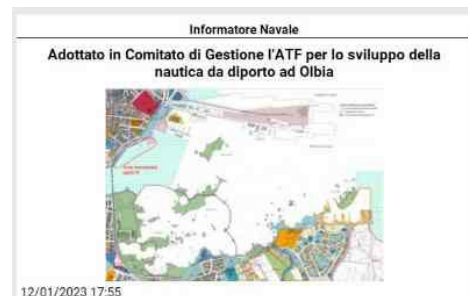 Informatore Navale
Adottato in Comitato di Gestione l'ATF per lo sviluppo della
nautica da diporto ad Olbia
12/01/2023 17:55